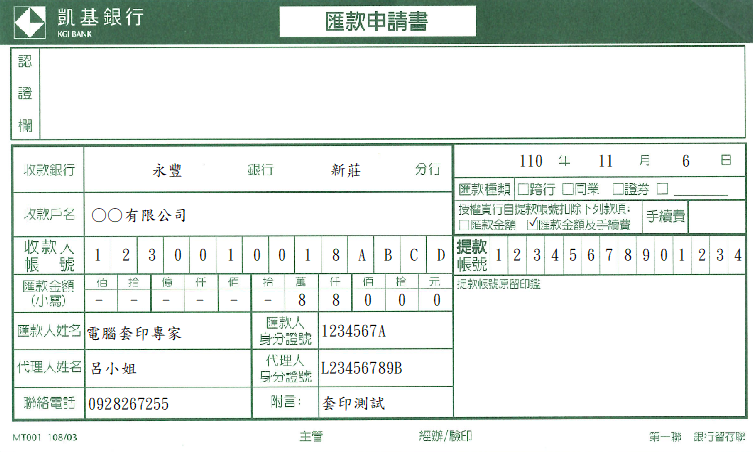 凱基銀行
KGI BANK
匯款申請書
認證欄
收款銀行 永豐 銀行 新莊 分行
110 年 11 月 6 日
匯款種類 □跨行 □同業 □證券 □
收款戶名 〇〇有限公司
按權貴行自提款帳號扣除下列款項:
□匯款金額 ☑匯款金額及手續費
手續費
收款人帳號 1 2 3 0 0 1 0 0 1 8 A B C D
提款帳號 1 2 3 4 5 6 7 8 9 0 1 2 3 4
匯款金額(小寫) 佰 拾 億 仟 佰 拾 萬 仟 佰 拾 元
- - - - - - 8 8 0 0 0
提款帳號原留印鑑
匯款人姓名 電腦套印專家 匯款人身分證號 1234567A
代理人姓名 呂小姐 代理人身分證號 L23456789B
聯絡電話 0928267255 附言: 套印測試
MT001 108/03 主管 經辦/驗印 第一聯 銀行留存聯